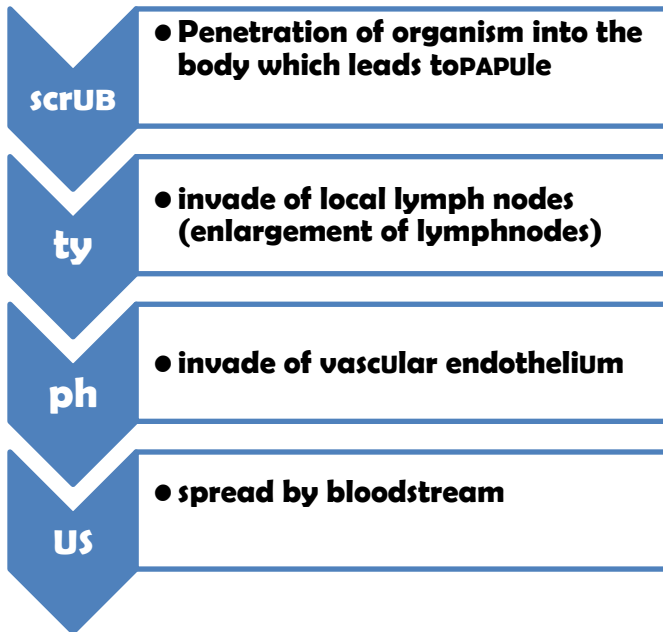 scrUB
• Penetration of organism into the
body which leads toPAPUle
ty
• invade of local lymph nodes
(enlargement of lymphnodes)
ph
• invade of vascUlar endotheliUm
Us
• spread by bloodstream